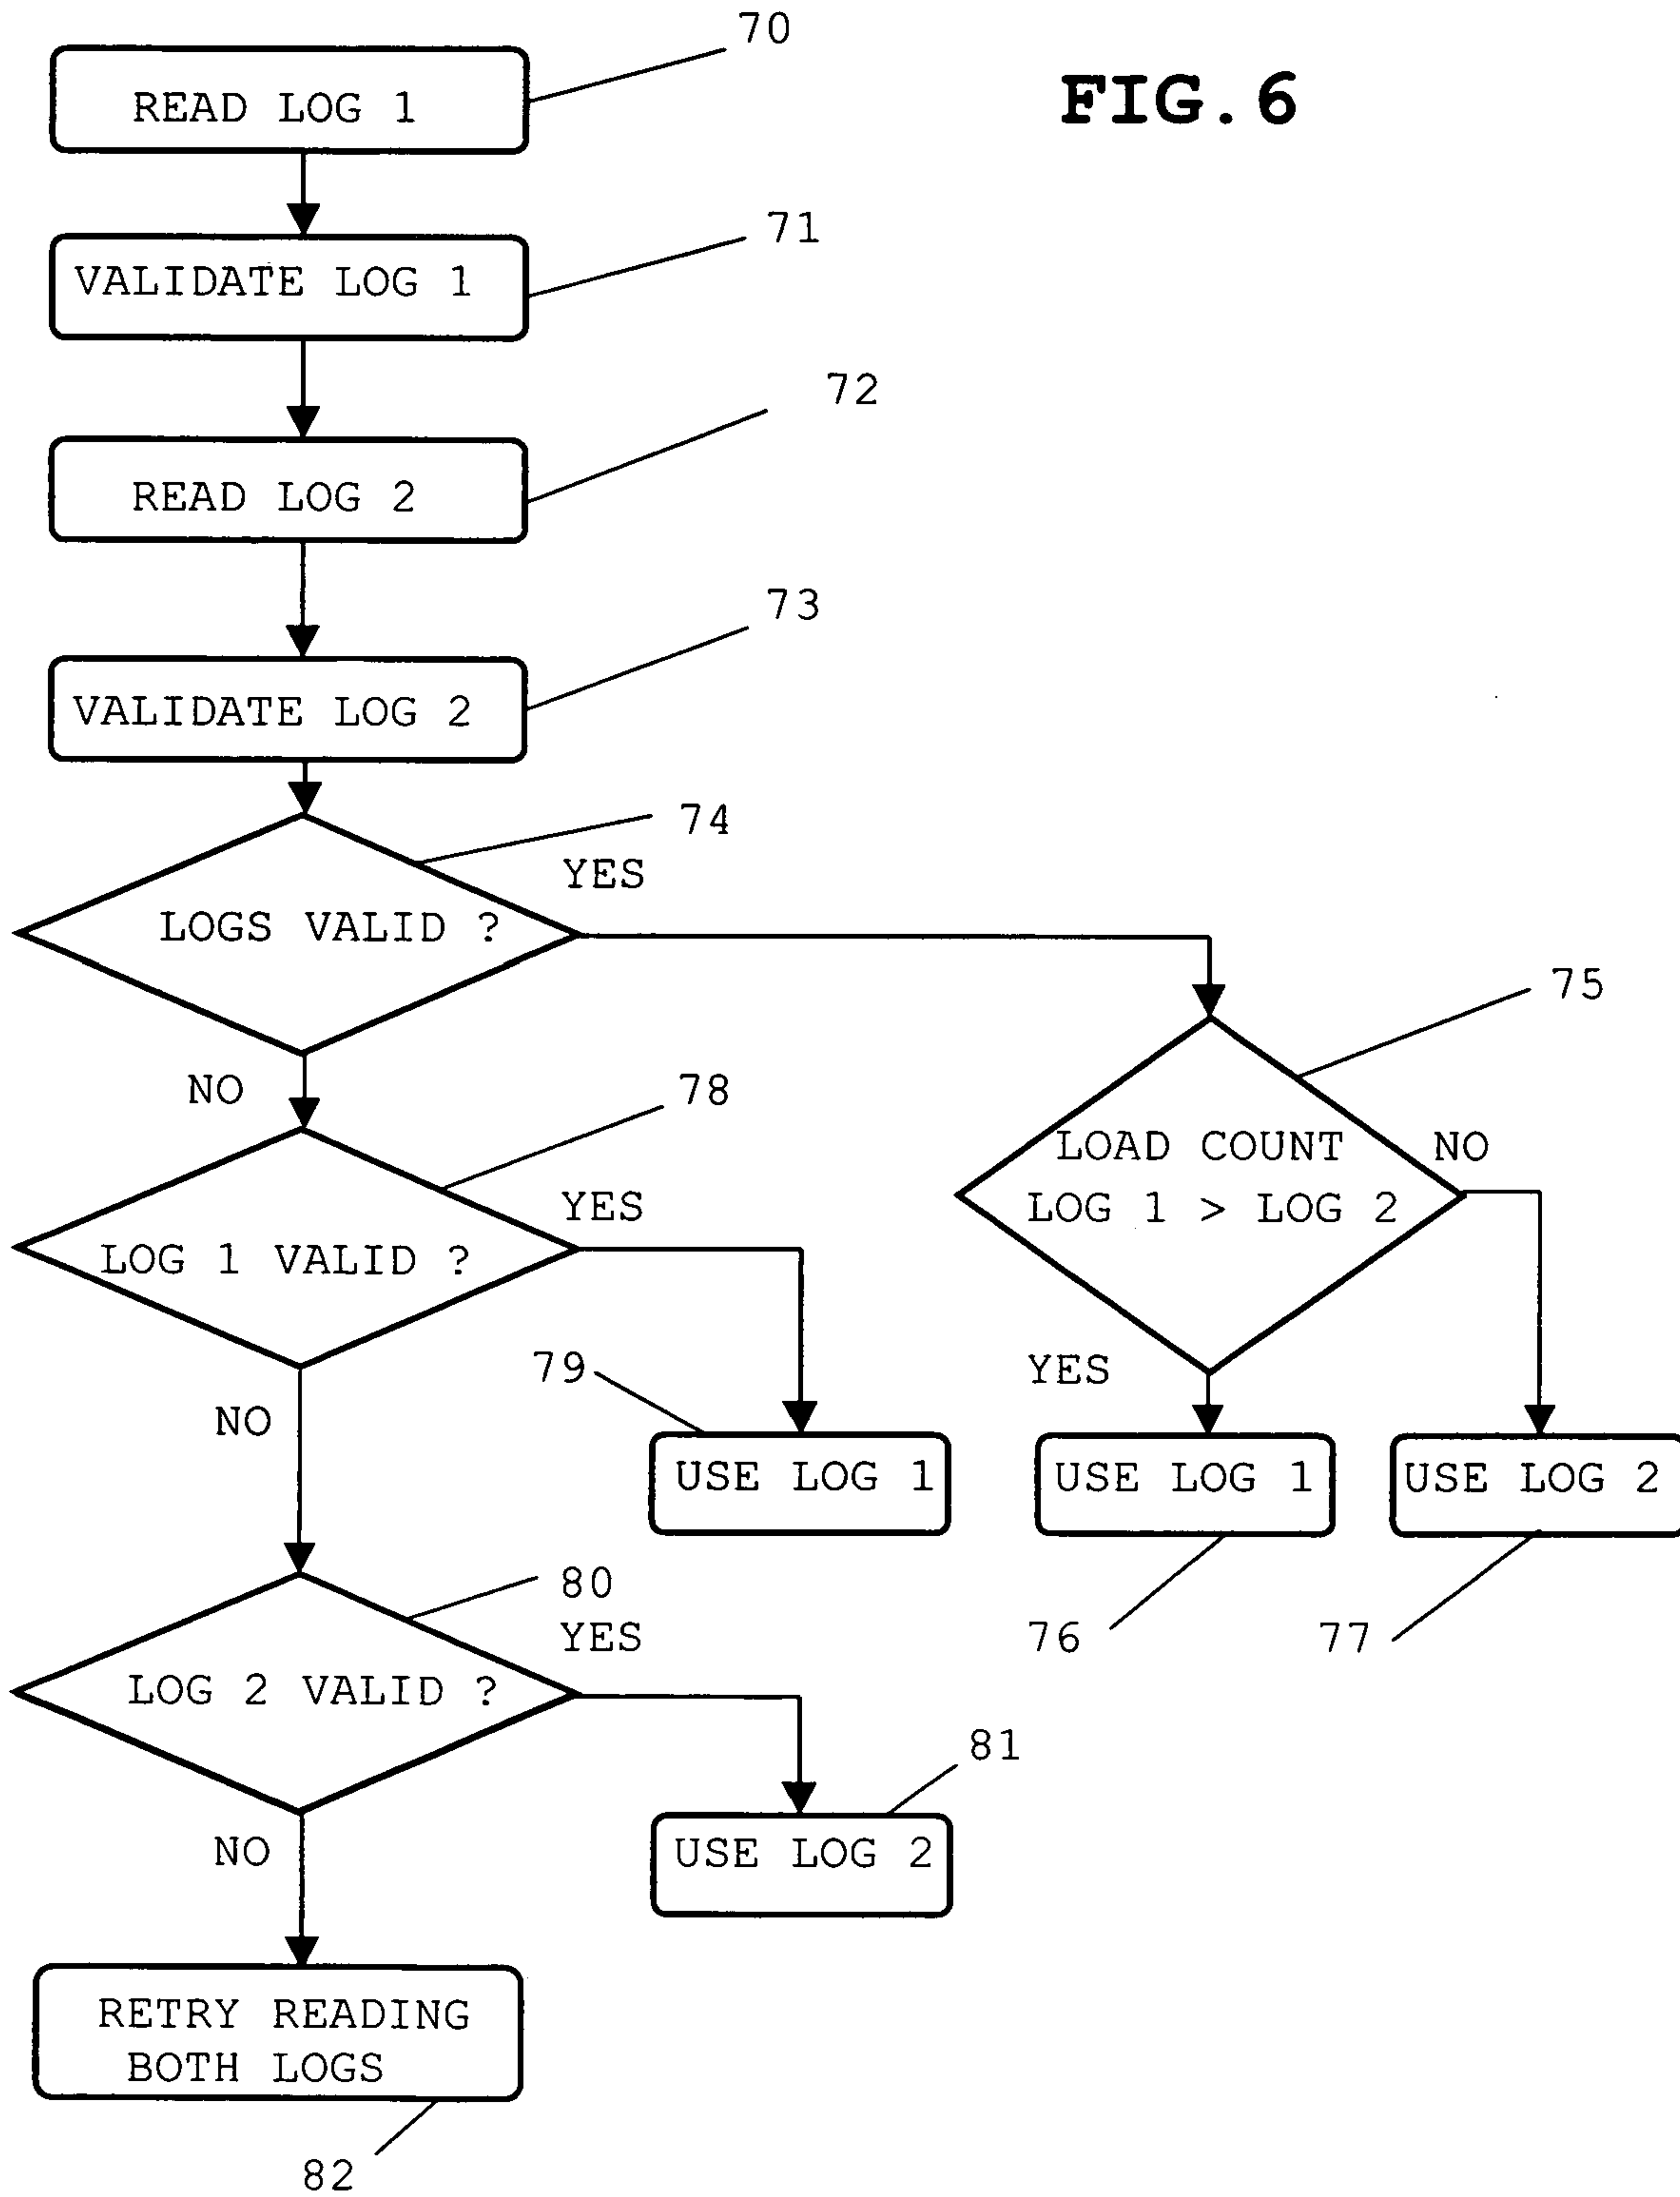 70
FIG. 6
READ LOG 1
71
VALIDATE LOG 1
72
READ LOG 2
73
VALIDATE LOG 2
74
YES
LOGS VALID ?
75
NO
78
LOAD COUNT
NO
LOG 1 > LOG 2
YES
LOG 1 VALID ?
79
YES
NO
USE LOG 1
USE LOG 1
USE LOG 2
80
YES
76
77
LOG 2 VALID ?
81
NO
USE LOG 2
RETRY READING
BOTH LOGS
82